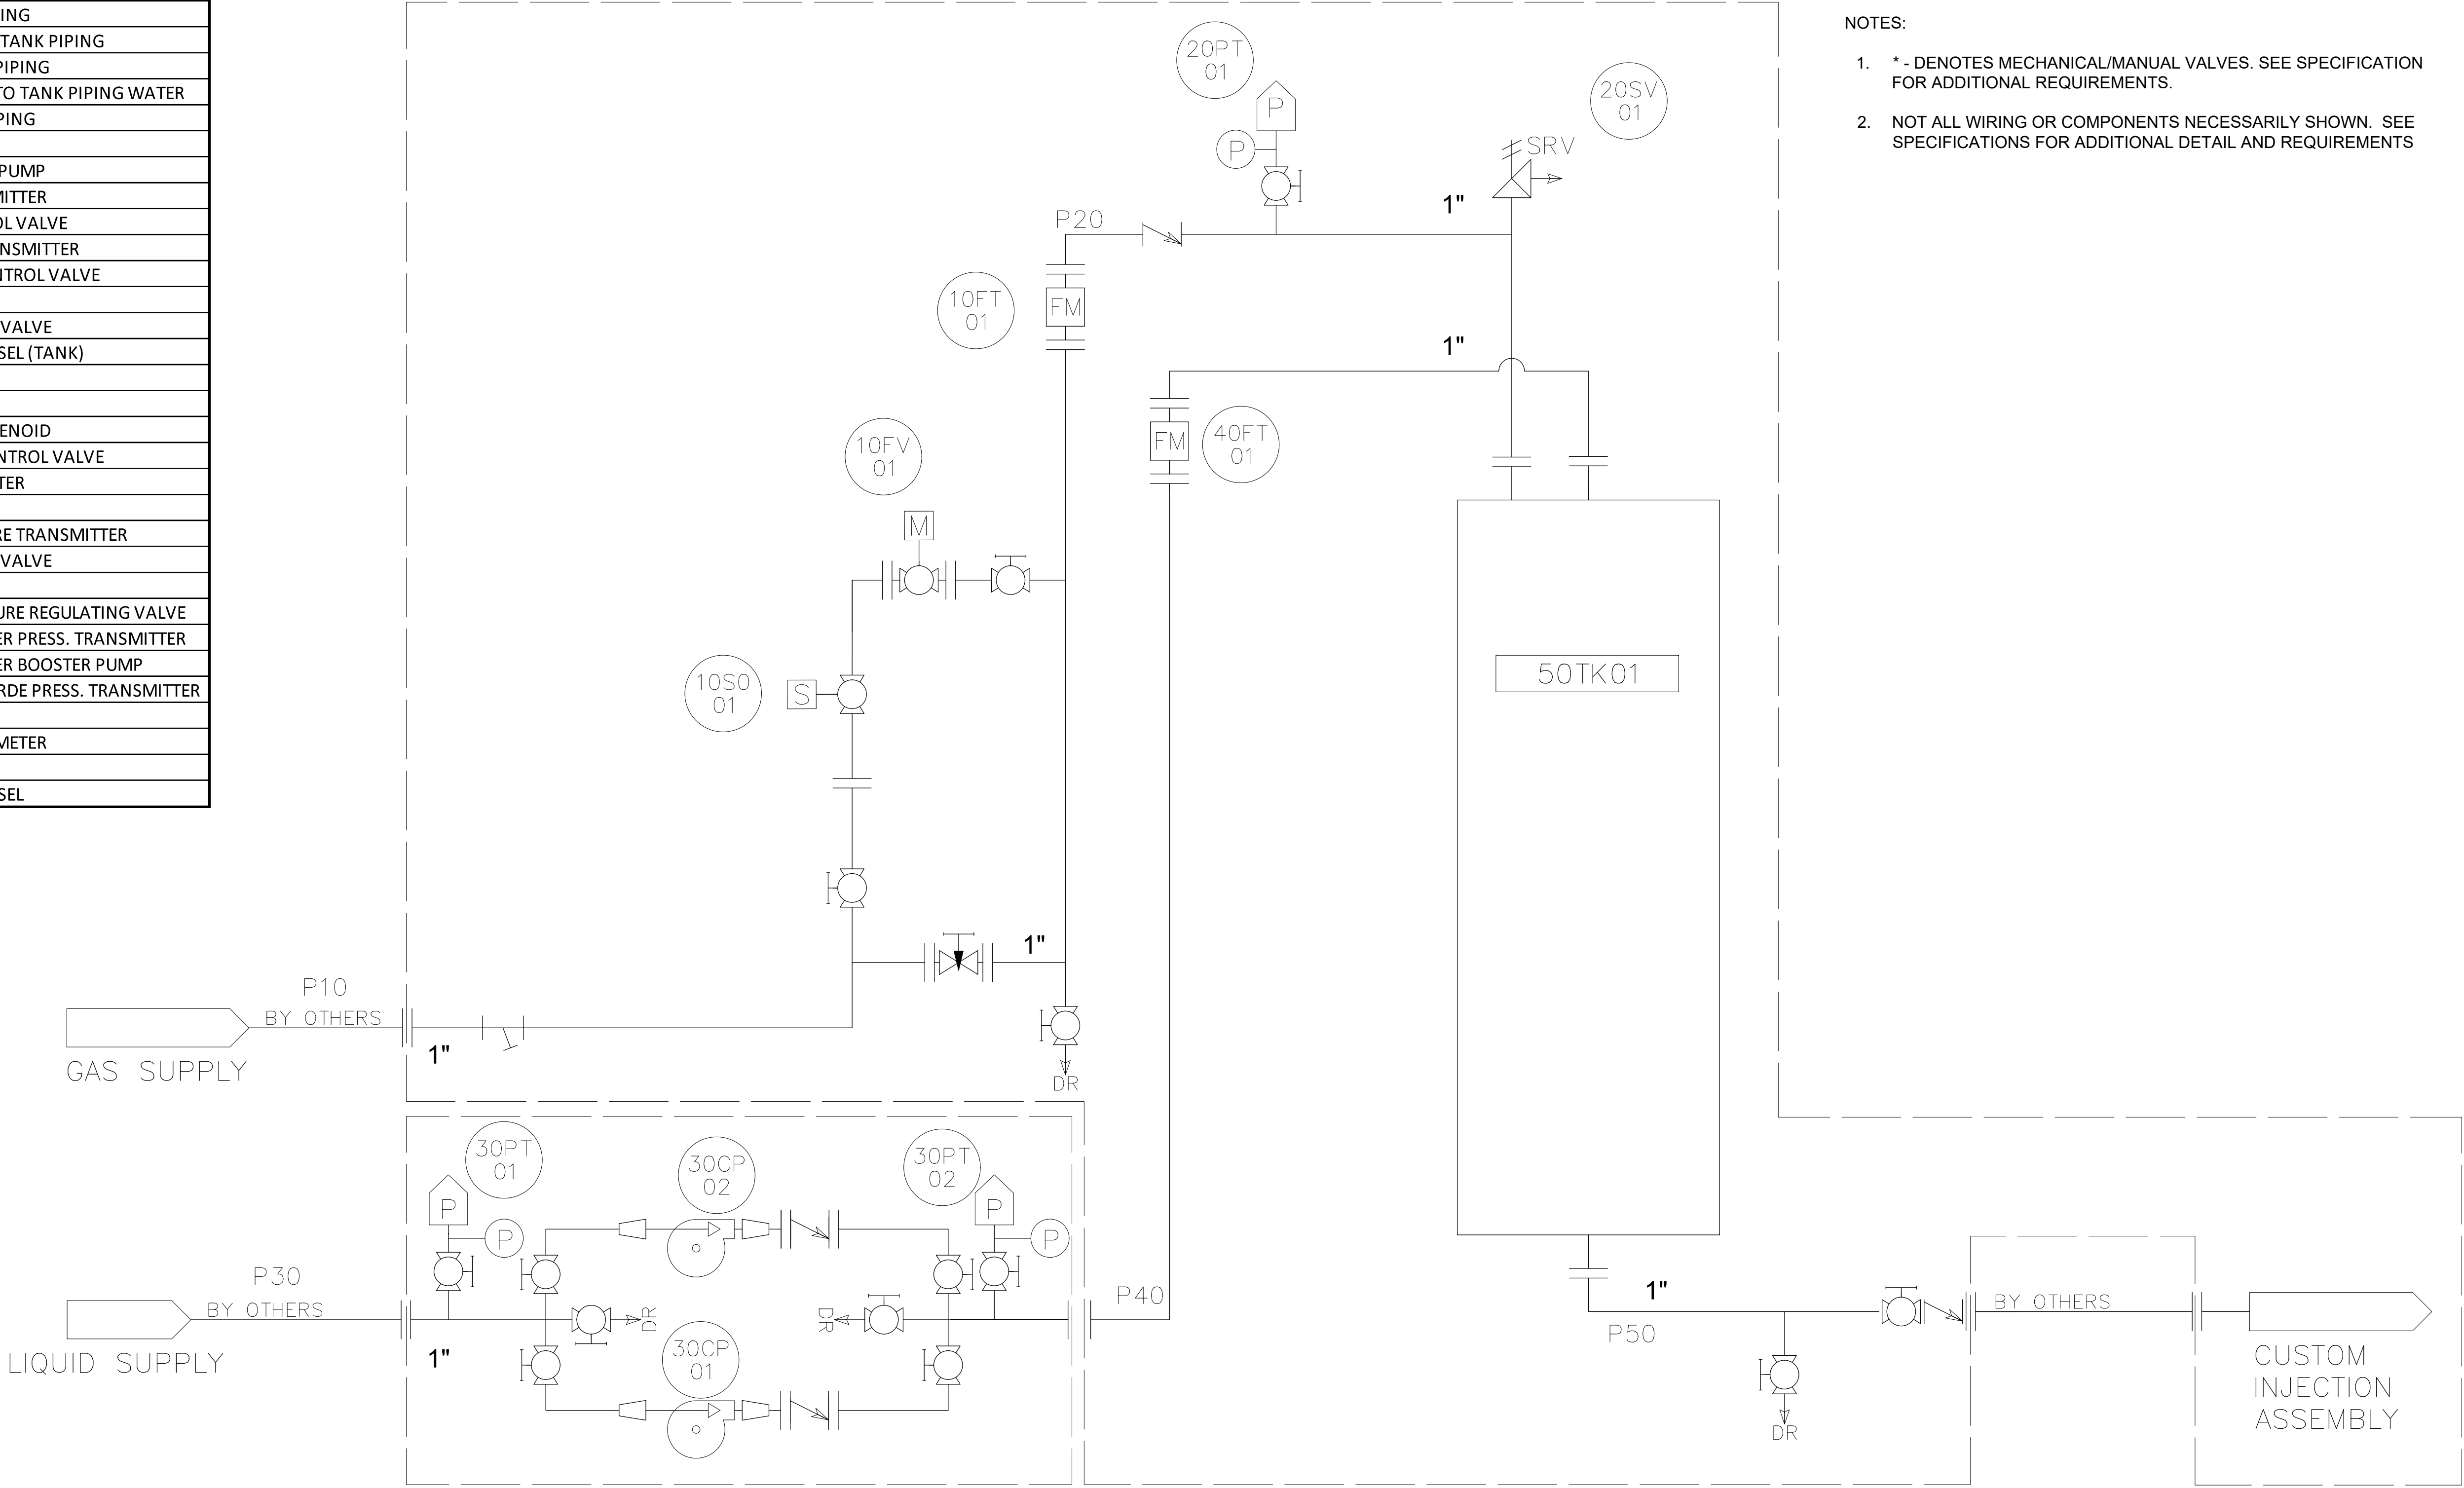 ING
TANK PIPING
PIPING
TO TANK PIPING WATER
PING
PUMP
MITTER
OL VALVE
NSMITTER
NTROL VALVE
VALVE
SEL (TANK)
ENOID
NTROL VALVE
TER
RE TRANSMITTER
VALVE
URE REGULATING VALVE
ER PRESS. TRANSMITTER
ER BOOSTER PUMP
RDE PRESS. TRANSMITTER
METER
SEL
NOTES:
1. * - DENOTES MECHANICAL/MANUAL VALVES. SEE SPECIFICATION
FOR ADDITIONAL REQUIREMENTS.
2. NOT ALL WIRING OR COMPONENTS NECESSARILY SHOWN. SEE
SPECIFICATIONS FOR ADDITIONAL DETAIL AND REQUIREMENTS
20PT
01
P
P
20SV
01
SRV
1"
P20
10FT
01
FM
1"
40FT
01
FM
10FV
01
M
10SO
01
S
50TK01
1"
P10
BY OTHERS
GAS SUPPLY
1"
DR
30PT
01
P
P
30CP
02
30PT
02
P
P
P30
BY OTHERS
LIQUID SUPPLY
1"
DR
DR
30CP
01
P40
1"
P50
DR
BY OTHERS
CUSTOM
INJECTION
ASSEMBLY